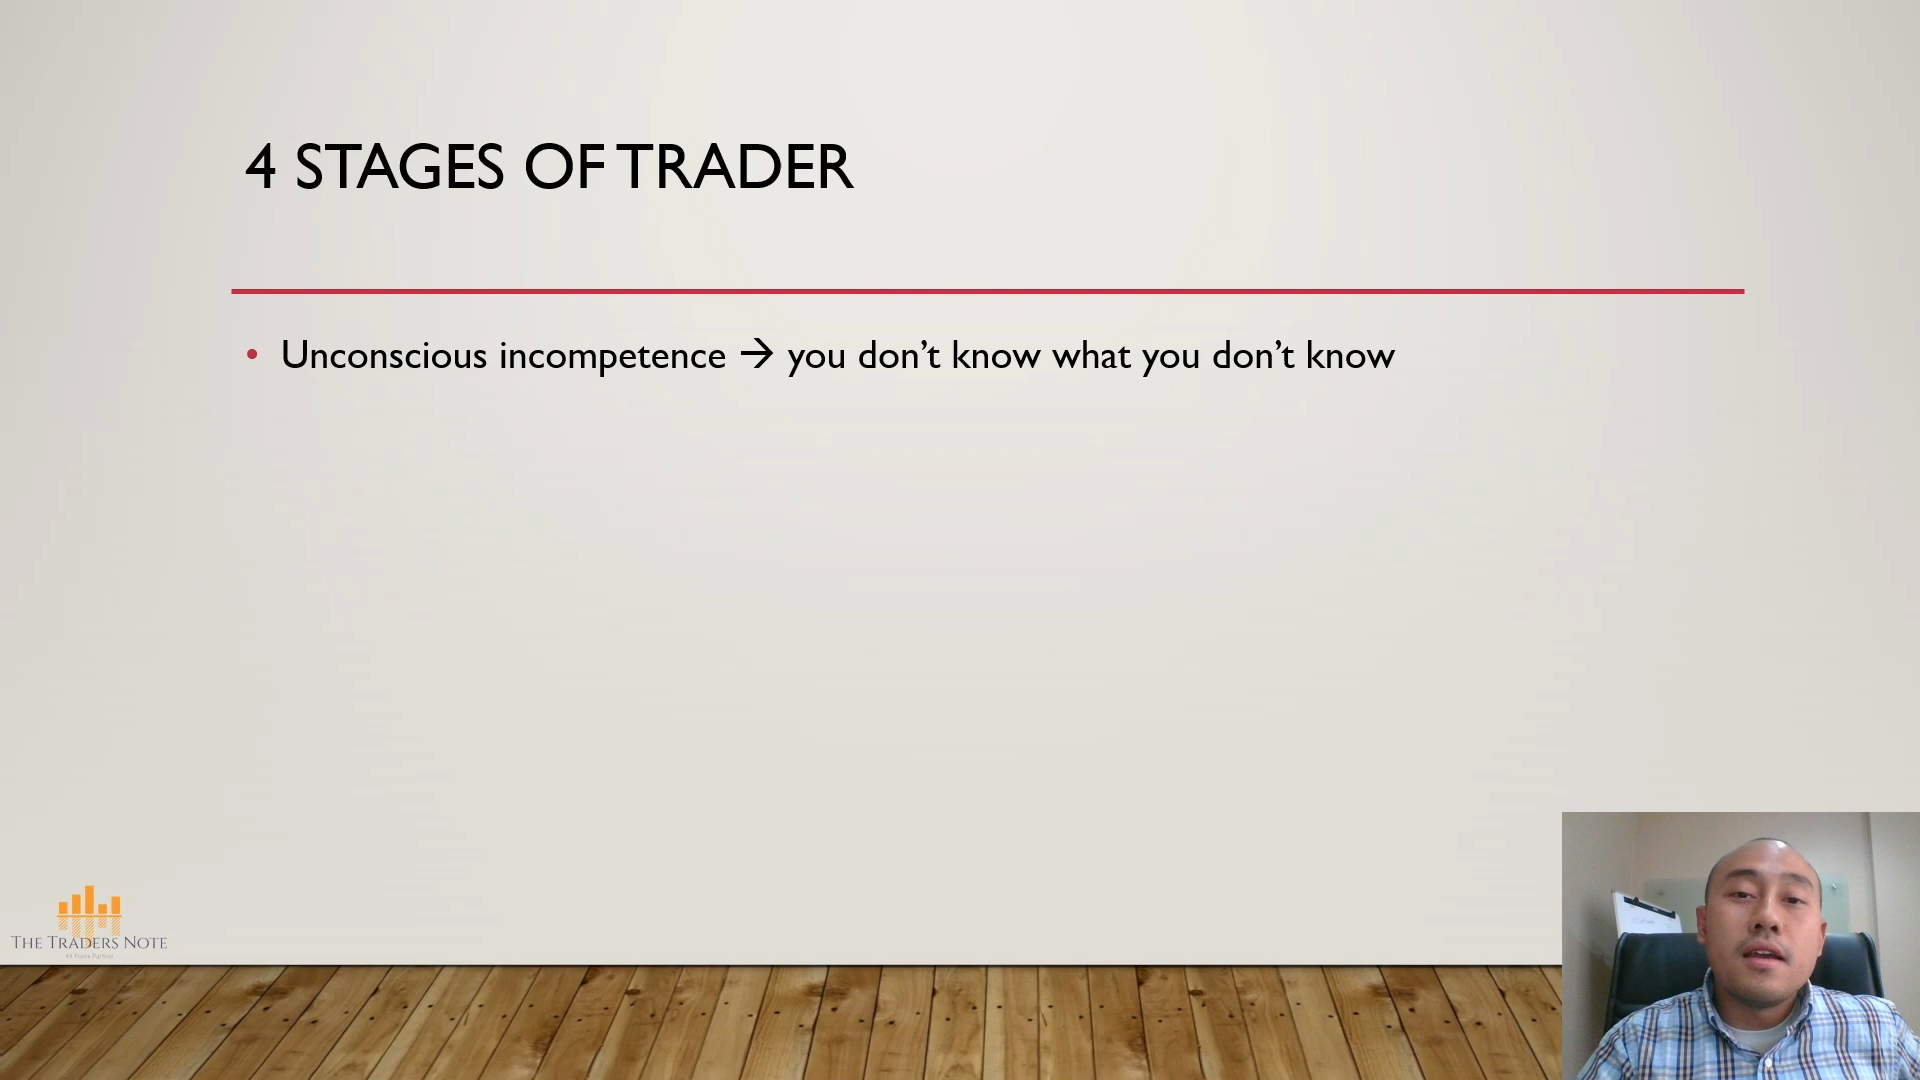 4 STAGES OF TRADER
• Unconscious incompetence → you don’t know what you don’t know
THE TRADERS NOTE